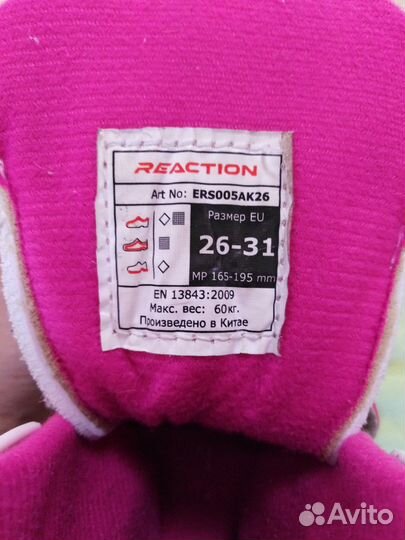 REACTION
Art No: ERS005AK26
Размер EU
26-31
MP 165-195 mm
EN 13843:2009
Макс. вес: 60кг.
Произведено в Китае
Avito